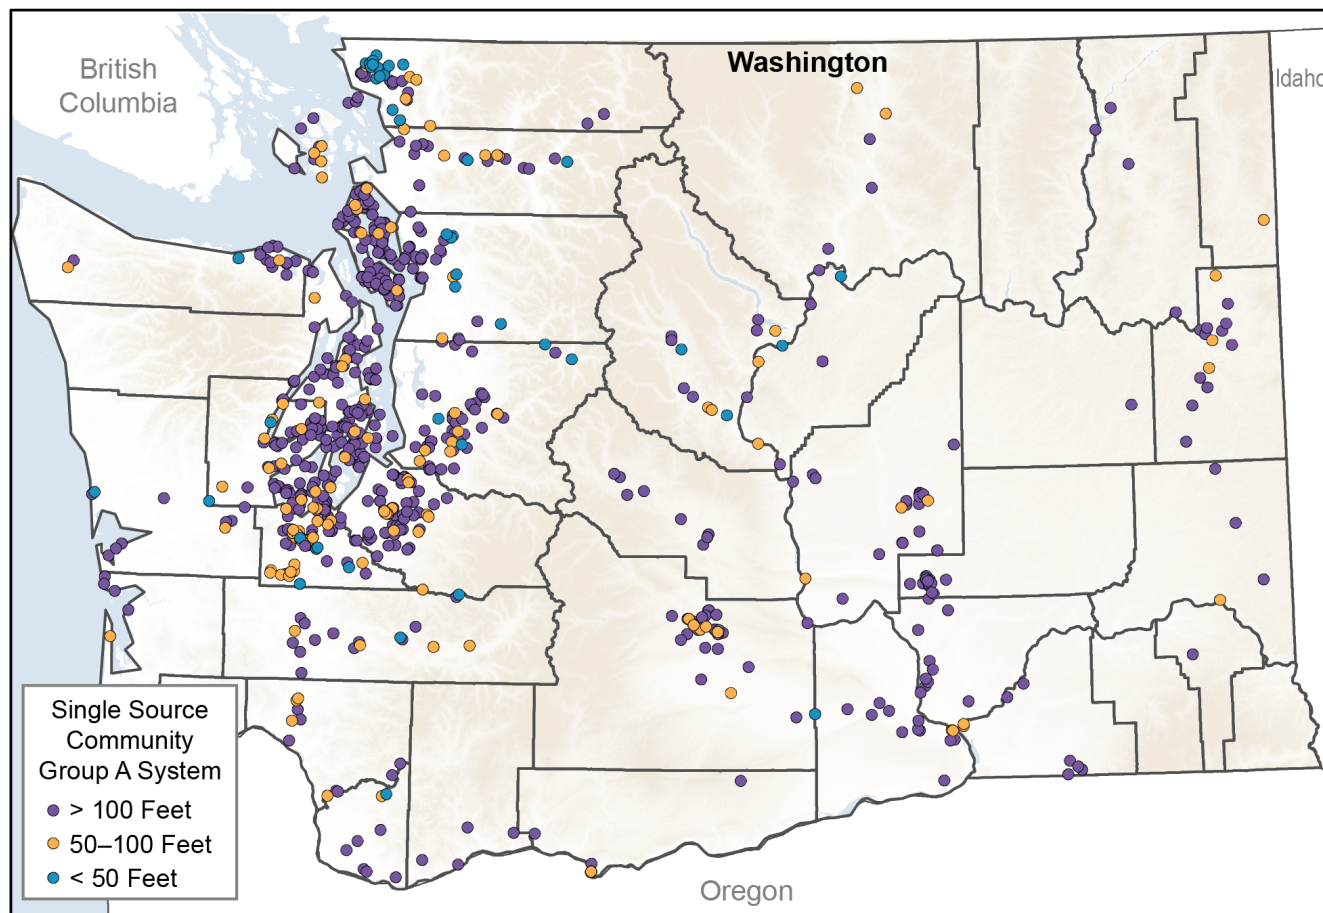 British
Columbia
Washington
Idaho
Single Source
Community
Group A System
> 100 Feet
50–100 Feet
< 50 Feet
Oregon